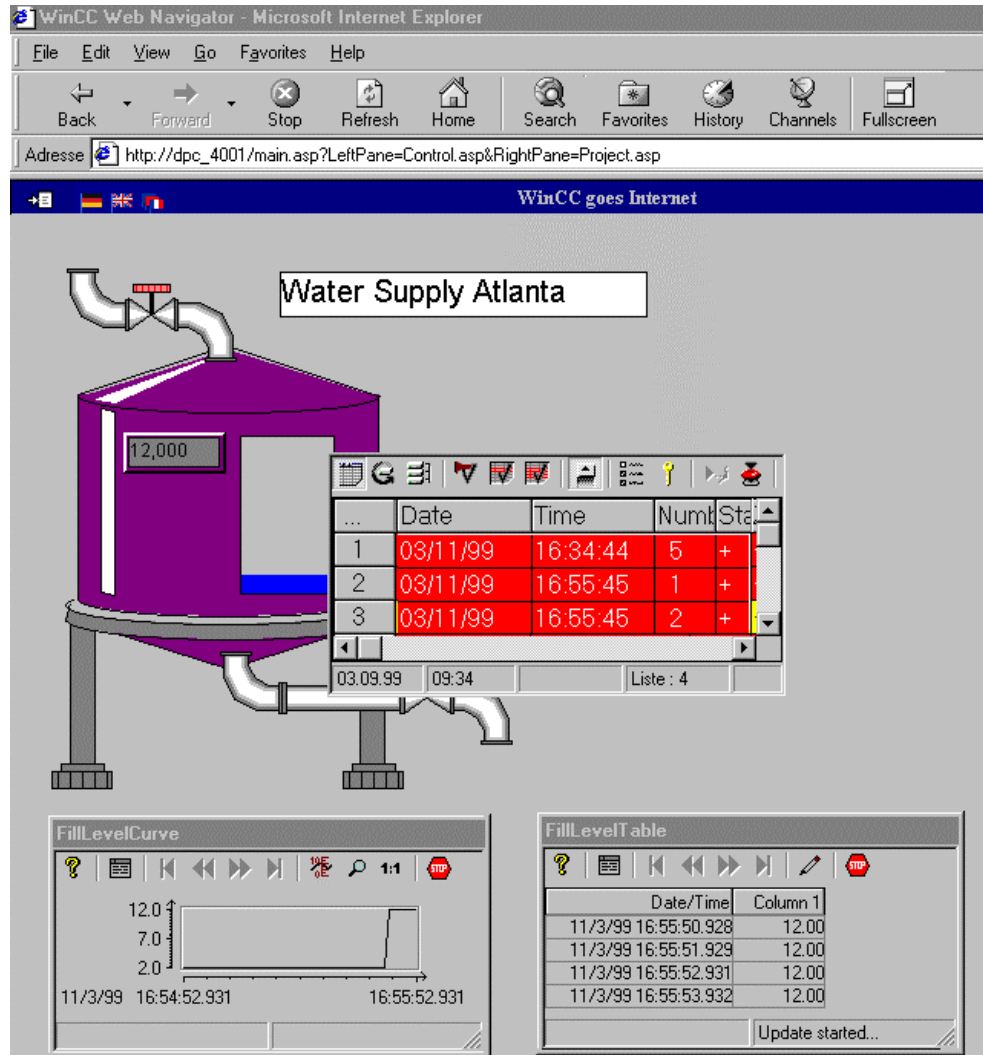 WinCC Web Navigator - Microsoft Internet Explorer
File Edit View Go Favorites Help
Back Forward Stop Refresh Home Search Favorites History Channels Fullscreen
Adresse http://dpc_4001/main.asp?LeftPane=Control.asp&RightPane=Project.asp
WinCC goes Internet
Water Supply Atlanta
12,000
... Date Time Numb Sta
1 03/11/99 16:34:44 5 +
2 03/11/99 16:55:45 1 +
3 03/11/99 16:55:45 2 +
03.09.99 09:34 Liste : 4
FillLevelCurve
1:1 STOP
12.0
7.0
2.0
11/3/99 16:54:52.931 16:55:52.931
FillLevelTable
STOP
Date/Time Column 1
11/3/99 16:55:50.928 12.00
11/3/99 16:55:51.929 12.00
11/3/99 16:55:52.931 12.00
11/3/99 16:55:53.932 12.00
Update started...